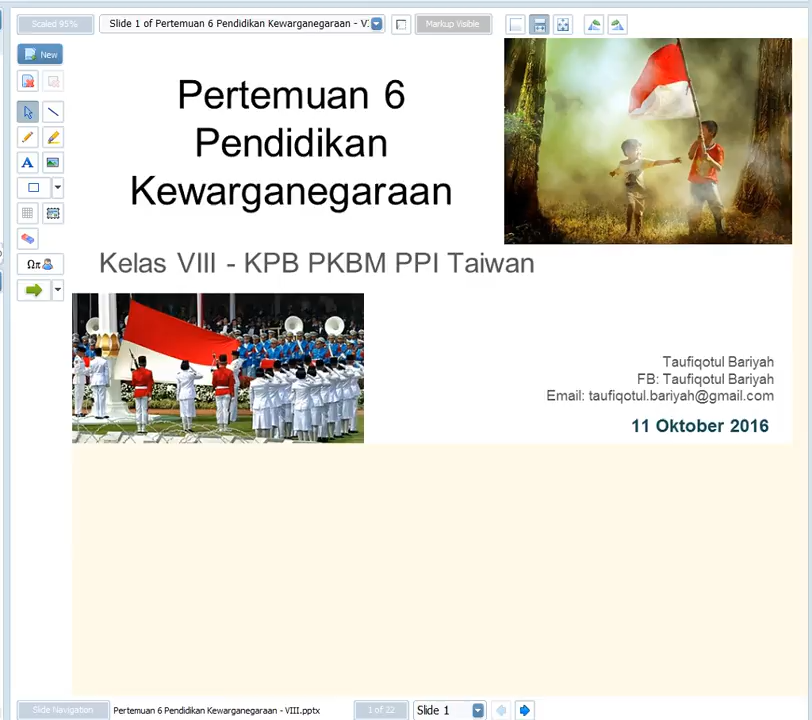 Scaled 95%
Slide 1 of Pertemuan 6 Pendidikan Kewarganegaraan - V
Markup Visible
New
Pertemuan 6
Pendidikan
Kewarganegaraan
Kelas VIII - KPB PKBM PPI Taiwan
Taufiqotul Bariyah
FB: Taufiqotul Bariyah
Email: taufiqotul.bariyah@gmail.com
11 Oktober 2016
A
Ωπ
Slide Navigation
Pertemuan 6 Pendidikan Kewarganegaraan - VIII.pptx
1 of 22
Slide 1